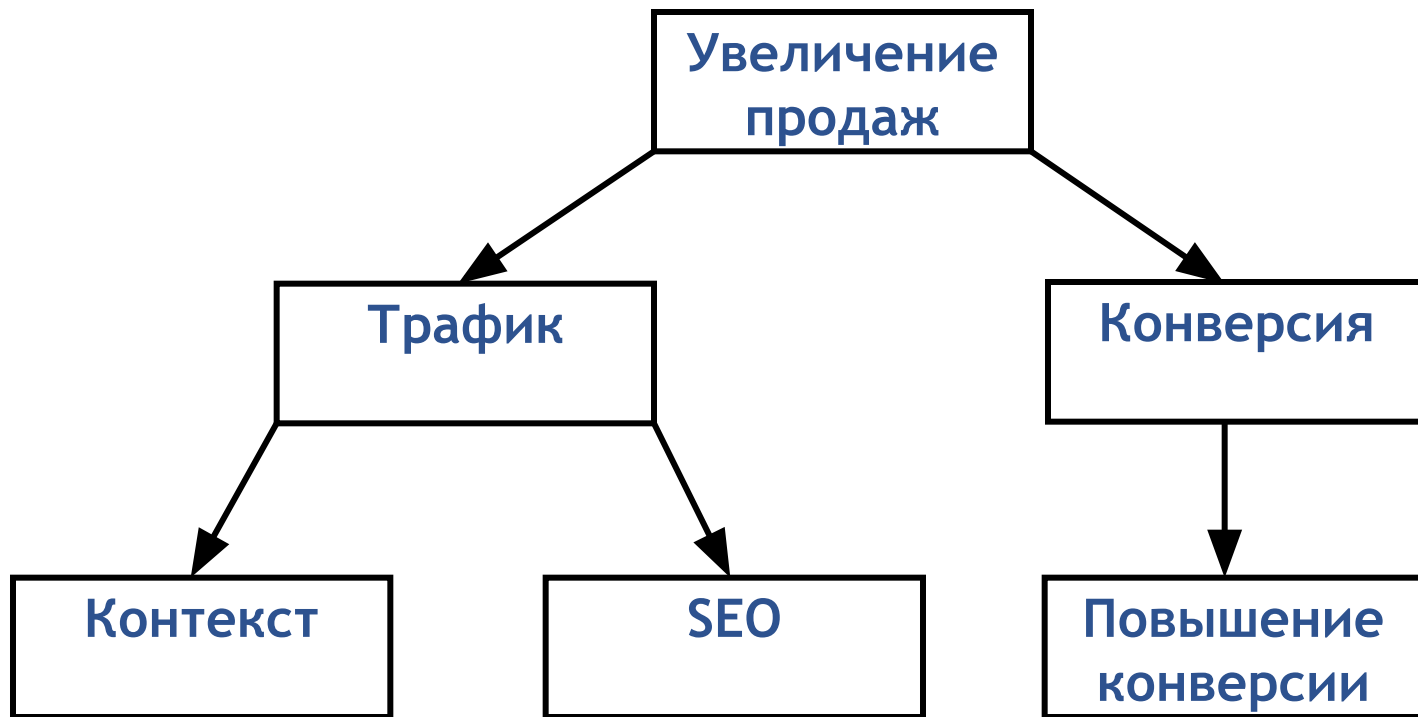 Увеличение
продаж
Трафик
Конверсия
Контекст
SEO
Повышение
конверсии